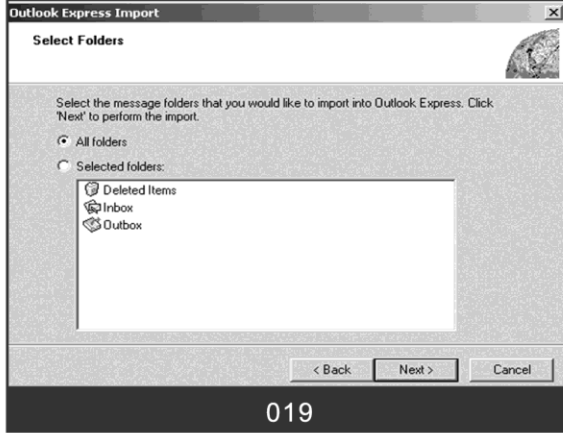 Outlook Express Import
Select Folders
Select the message folders that you would like to import into Outlook Express. Click
'Next' to perform the import.
All folders
Selected folders:
Deleted Items
Inbox
Outbox
< Back Next > Cancel
019